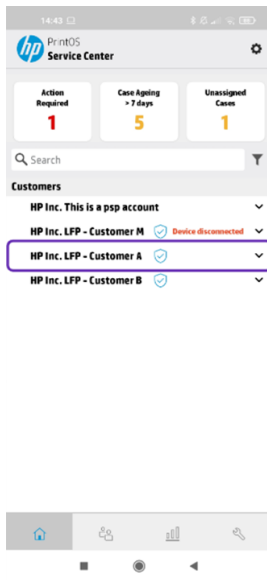 14:43
hp
PrintOS
Service Center
Action Required
1
Case Ageing > 7 days
5
Unassigned Cases
1
Search
Customers
HP Inc. This is a psp account
HP Inc. LFP - Customer M Device disconnected
HP Inc. LFP - Customer A
HP Inc. LFP - Customer B